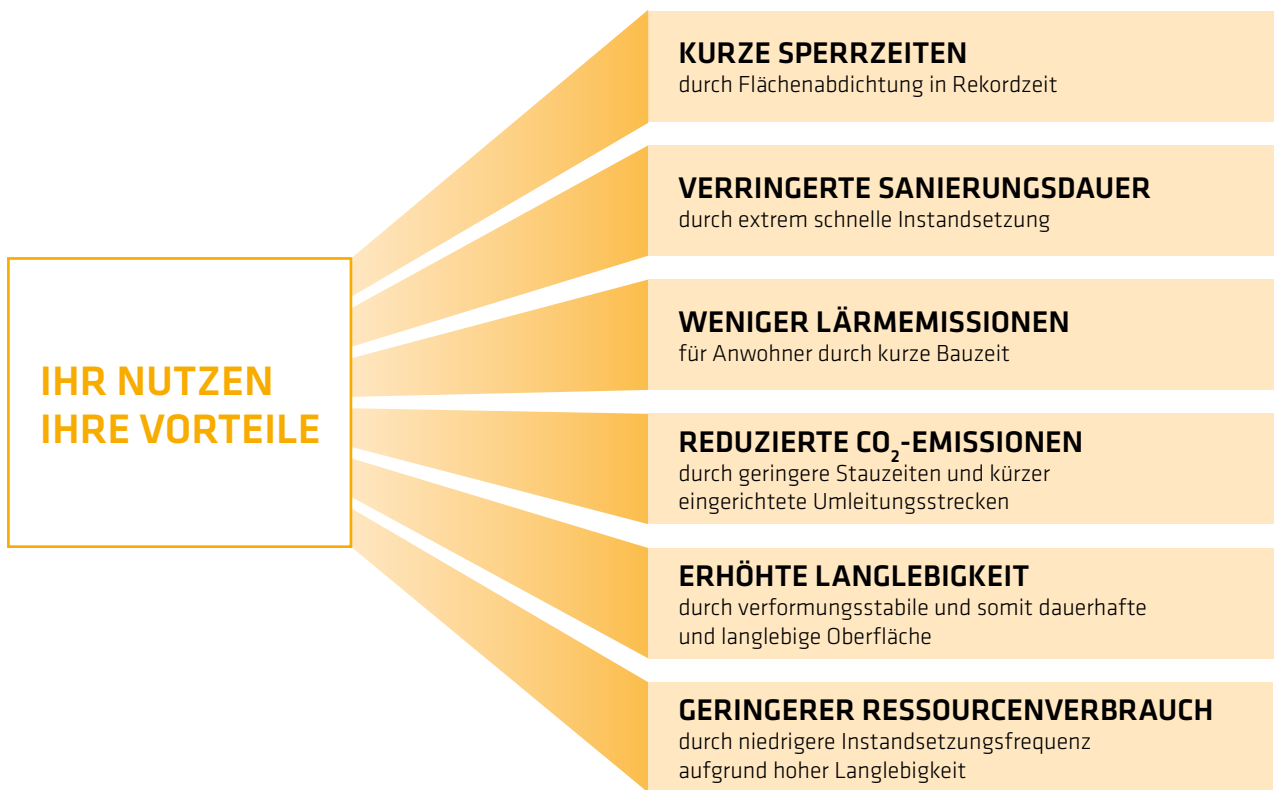 IHR NUTZEN
IHRE VORTEILE
KURZE SPERRZEITEN
durch Flächenabdichtung in Rekordzeit
VERRINGERTE SANIERUNGSDAUER
durch extrem schnelle Instandsetzung
WENIGER LÄRMEMISSIONEN
für Anwohner durch kurze Bauzeit
REDUZIERTE CO₂-EMISSIONEN
durch geringere Stauzeiten und kürzer
eingerichtete Umleitungsstrecken
ERHÖHTE LANGLEBIGKEIT
durch verformungsstabile und somit dauerhafte
und langlebige Oberfläche
GERINGERER RESSOURCENVERBRAUCH
durch niedrigere Instandsetzungsfrequenz
aufgrund hoher Langlebigkeit